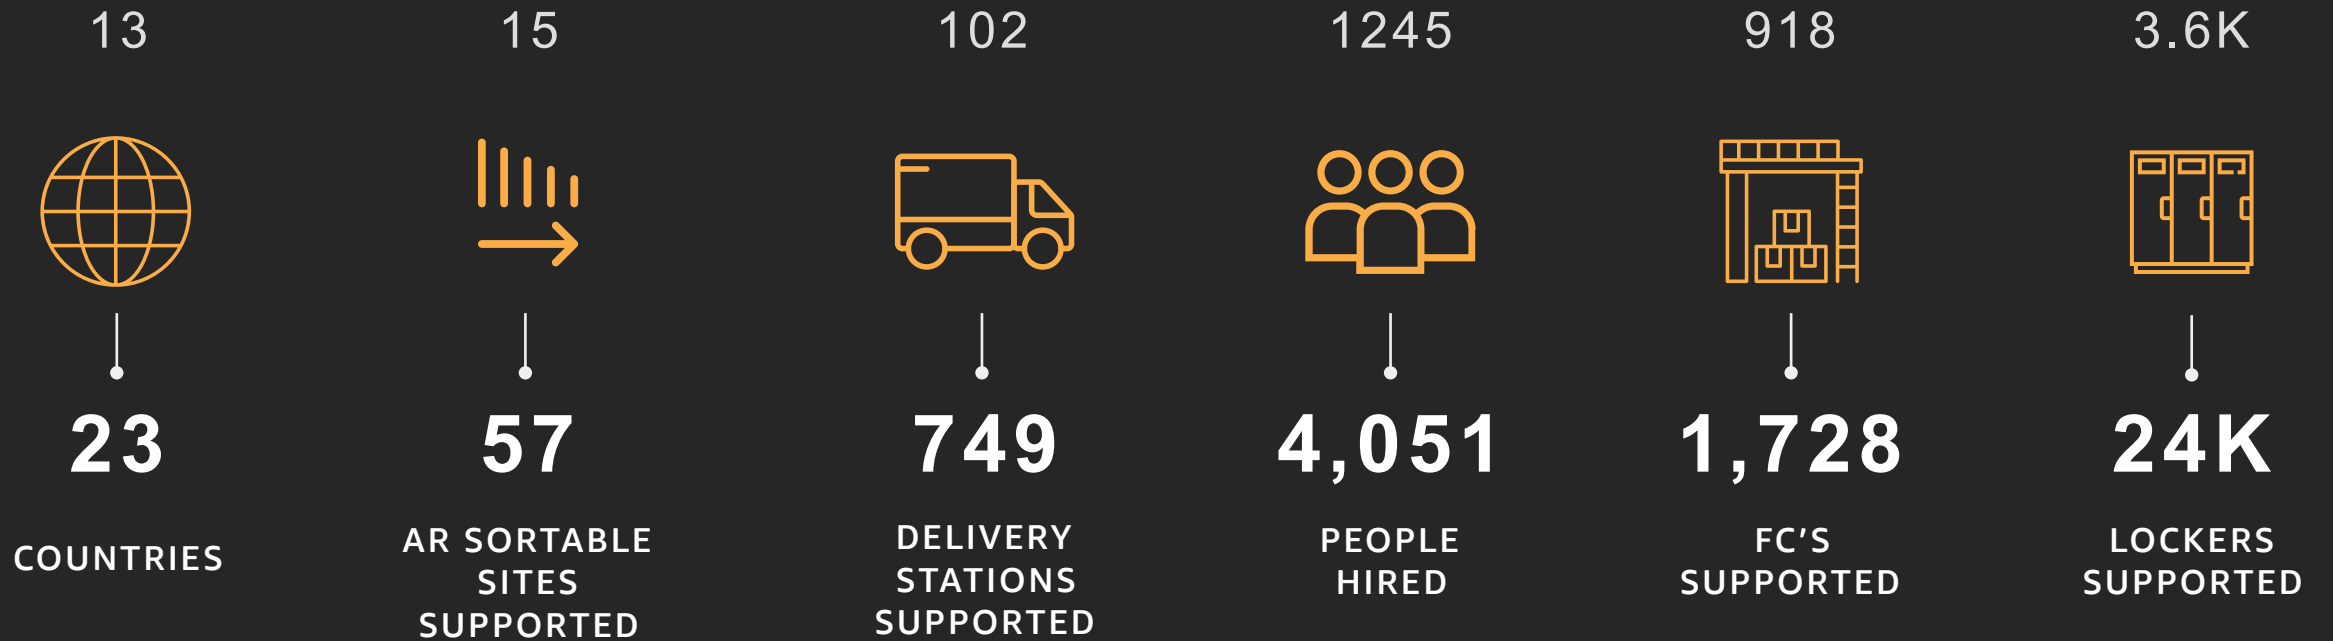 13
15
102
1245
918
3.6K
23
57
749
4,051
1,728
24K
COUNTRIES
AR SORTABLE
SITES
SUPPORTED
DELIVERY
STATIONS
SUPPORTED
PEOPLE
HIRED
FC'S
SUPPORTED
LOCKERS
SUPPORTED